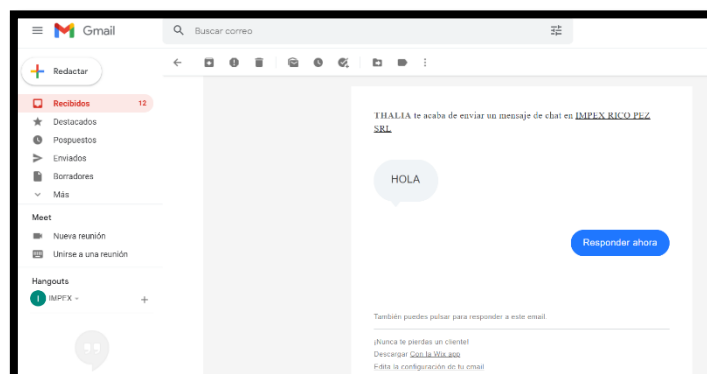 Gmail
Buscar correo
Redactar
Recibidos 12
Destacados
Pospuestos
Enviados
Borradores
Más
Meet
Nueva reunión
Unirse a una reunión
Hangouts
I IMPEX
THALIA te acaba de enviar un mensaje de chat en IMPEX RICO PEZ
SRL
HOLA
Responder ahora
También puedes pulsar para responder a este email.
¡Nunca te pierdas un cliente!
Descargar Con la Wix app
Edita la configuración de tu email